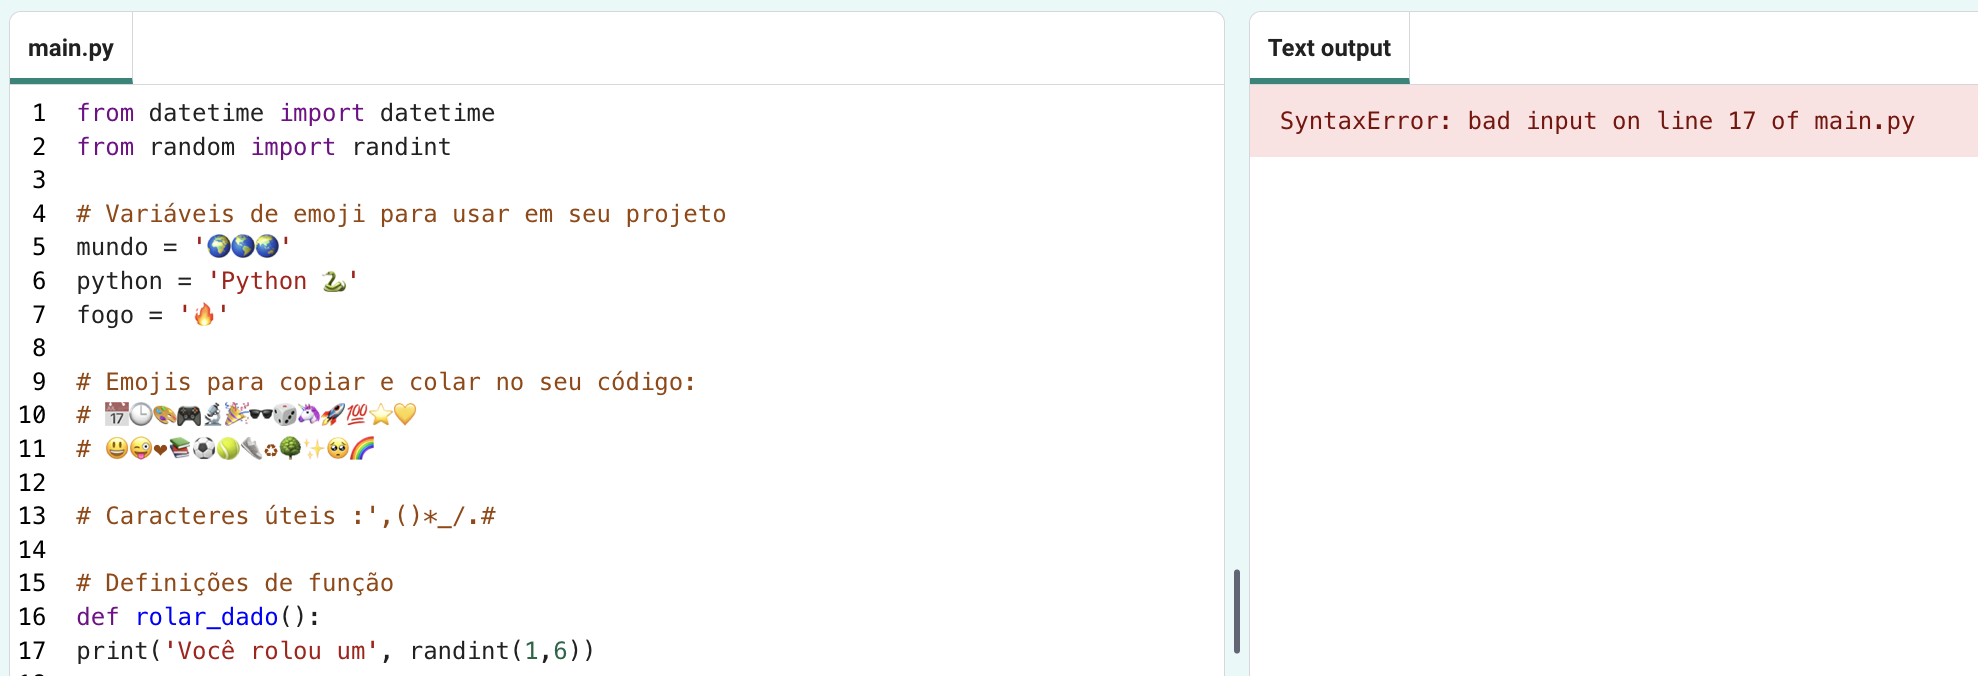 main.py
Text output
SyntaxError: bad input on line 17 of main.py
1 from datetime import datetime
2 from random import randint
3
4 # Variáveis de emoji para usar em seu projeto
5 mundo = '🌍🌎🌏'
6 python = 'Python 🐍'
7 fogo = '🔥'
8
9 # Emojis para copiar e colar no seu código:
10 # 📅🕒🎨🎮🔬🎉🕶️🎲🦄🚀💯⭐💛
11 # 😃😜❤📚⚽🎾👟♻🌳✨🥺🌈
12
13 # Caracteres úteis :',()*_/.#
14
15 # Definições de função
16 def rolar_dado():
17 print('Você rolou um', randint(1,6))